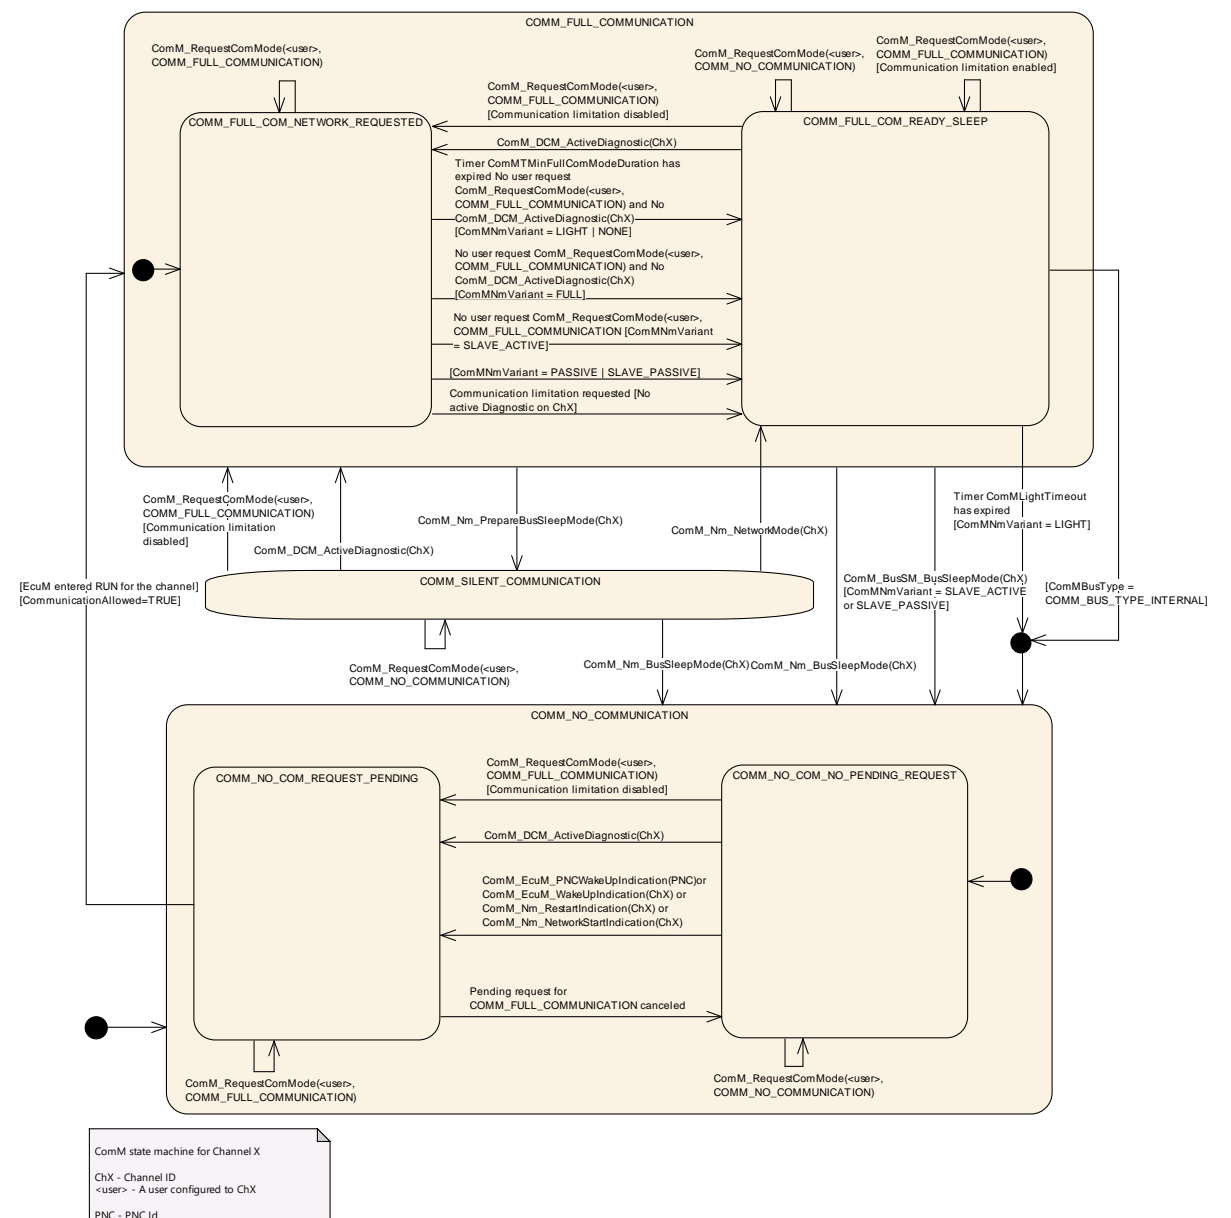 COMM_FULL_COMMUNICATION
ComM_RequestComMode(<user>,
COMM_FULL_COMMUNICATION)
ComM_RequestComMode(<user>,
COMM_NO_COMMUNICATION)
ComM_RequestComMode(<user>,
COMM_FULL_COMMUNICATION)
[Communication limitation enabled]
ComM_RequestComMode(<user>,
COMM_FULL_COMMUNICATION)
[Communication limitation disabled]
COMM_FULL_COM_NETWORK_REQUESTED
COMM_FULL_COM_READY_SLEEP
ComM_DCM_ActiveDiagnostic(ChX)
Timer ComMTMinFullComModeDuration has
expired No user request
ComM_RequestComMode(<user>,
COMM_FULL_COMMUNICATION) and No
ComM_DCM_ActiveDiagnostic(ChX)
[ComMNmVariant = LIGHT | NONE]
No user request ComM_RequestComMode(<user>,
COMM_FULL_COMMUNICATION) and No
ComM_DCM_ActiveDiagnostic(ChX)
[ComMNmVariant = FULL]
No user request ComM_RequestComMode(<user>,
COMM_FULL_COMMUNICATION [ComMNmVariant
= SLAVE_ACTIVE]
[ComMNmVariant = PASSIVE | SLAVE_PASSIVE]
Communication limitation requested [No
active Diagnostic on ChX]
ComM_RequestComMode(<user>,
COMM_FULL_COMMUNICATION)
[Communication limitation
disabled]
ComM_DCM_ActiveDiagnostic(ChX)
ComM_Nm_PrepareBusSleepMode(ChX)
ComM_Nm_NetworkMode(ChX)
Timer ComMLightTimeout
has expired
[ComMNmVariant = LIGHT]
[EcuM entered RUN for the channel]
[CommunicationAllowed=TRUE]
COMM_SILENT_COMMUNICATION
ComM_BusSM_BusSleepMode(ChX)
[ComMNmVariant = SLAVE_ACTIVE
or SLAVE_PASSIVE]
[ComMBusType =
COMM_BUS_TYPE_INTERNAL]
ComM_RequestComMode(<user>,
COMM_NO_COMMUNICATION)
ComM_Nm_BusSleepMode(ChX)
ComM_Nm_BusSleepMode(ChX)
COMM_NO_COMMUNICATION
COMM_NO_COM_REQUEST_PENDING
ComM_RequestComMode(<user>,
COMM_FULL_COMMUNICATION)
[Communication limitation disabled]
COMM_NO_COM_NO_PENDING_REQUEST
ComM_DCM_ActiveDiagnostic(ChX)
ComM_EcuM_PNCWakeUpIndication(PNC)or
ComM_EcuM_WakeUpIndication(ChX) or
ComM_Nm_RestartIndication(ChX) or
ComM_Nm_NetworkStartIndication(ChX)
Pending request for
COMM_FULL_COMMUNICATION canceled
ComM_RequestComMode(<user>,
COMM_FULL_COMMUNICATION)
ComM_RequestComMode(<user>,
COMM_NO_COMMUNICATION)
ComM state machine for Channel X
ChX - Channel ID
<user> - A user configured to ChX
PNC - PNC Id